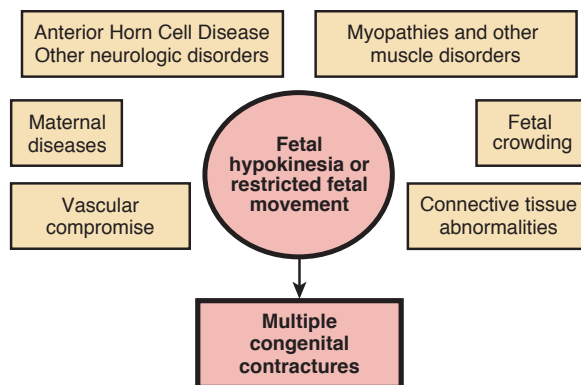 Anterior Horn Cell Disease
Other neurologic disorders
Myopathies and other
muscle disorders
Maternal
diseases
Fetal
hypokinesia or
restricted fetal
movement
Fetal
crowding
Vascular
compromise
Connective tissue
abnormalities
Multiple
congenital
contractures